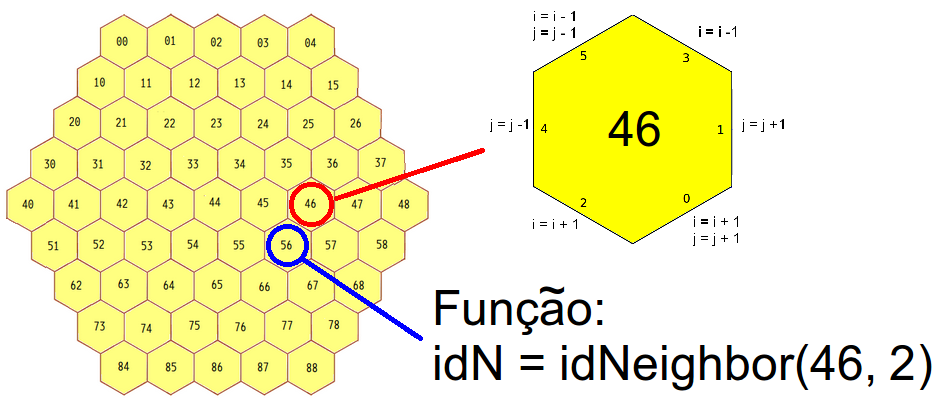 00 01 02 03 04
10 11 12 13 14 15
20 21 22 23 24 25 26
30 31 32 33 34 35 36 37
40 41 42 43 44 45 46 47 48
51 52 53 54 55 56 57 58
62 63 64 65 66 67 68
73 74 75 76 77 78
84 85 86 87 88
i = i - 1
j = j - 1
i = i -1
5
3
j = j -1
4
46
1
j = j +1
2
0
i = i + 1
i = i + 1
j = j + 1
Função:
idN = idNeighbor(46, 2)